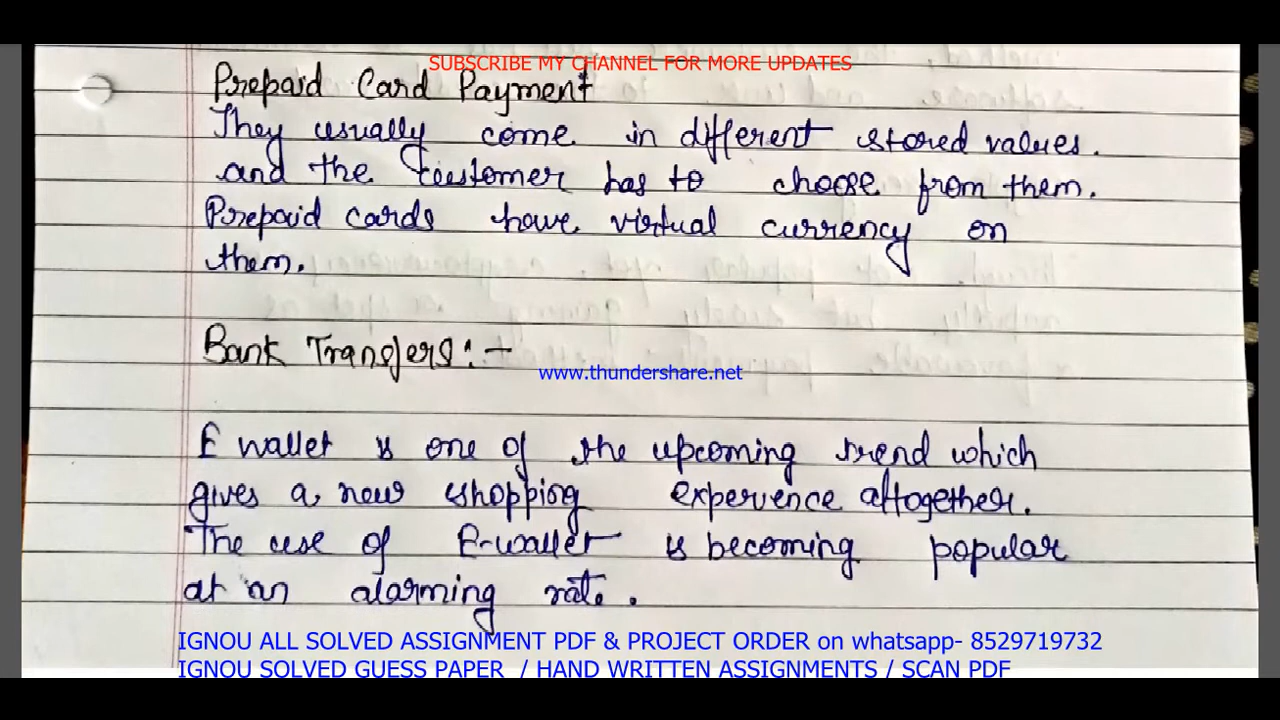 SUBSCRIBE MY CHANNEL FOR MORE UPDATES
Prepaid Card Payment
They usually come in different stored values.
and the customer has to choose from them.
Prepaid cards have virtual currency on
them.
Bank Transfers:-
www.thundershare.net
E wallet is one of the upcoming trend which
gives a new shopping experience altogether.
The use of E-wallet is becoming popular
at an alarming rate.
IGNOU ALL SOLVED ASSIGNMENT PDF & PROJECT ORDER on whatsapp- 8529719732
IGNOU SOLVED GUESS PAPER / HAND WRITTEN ASSIGNMENTS / SCAN PDF